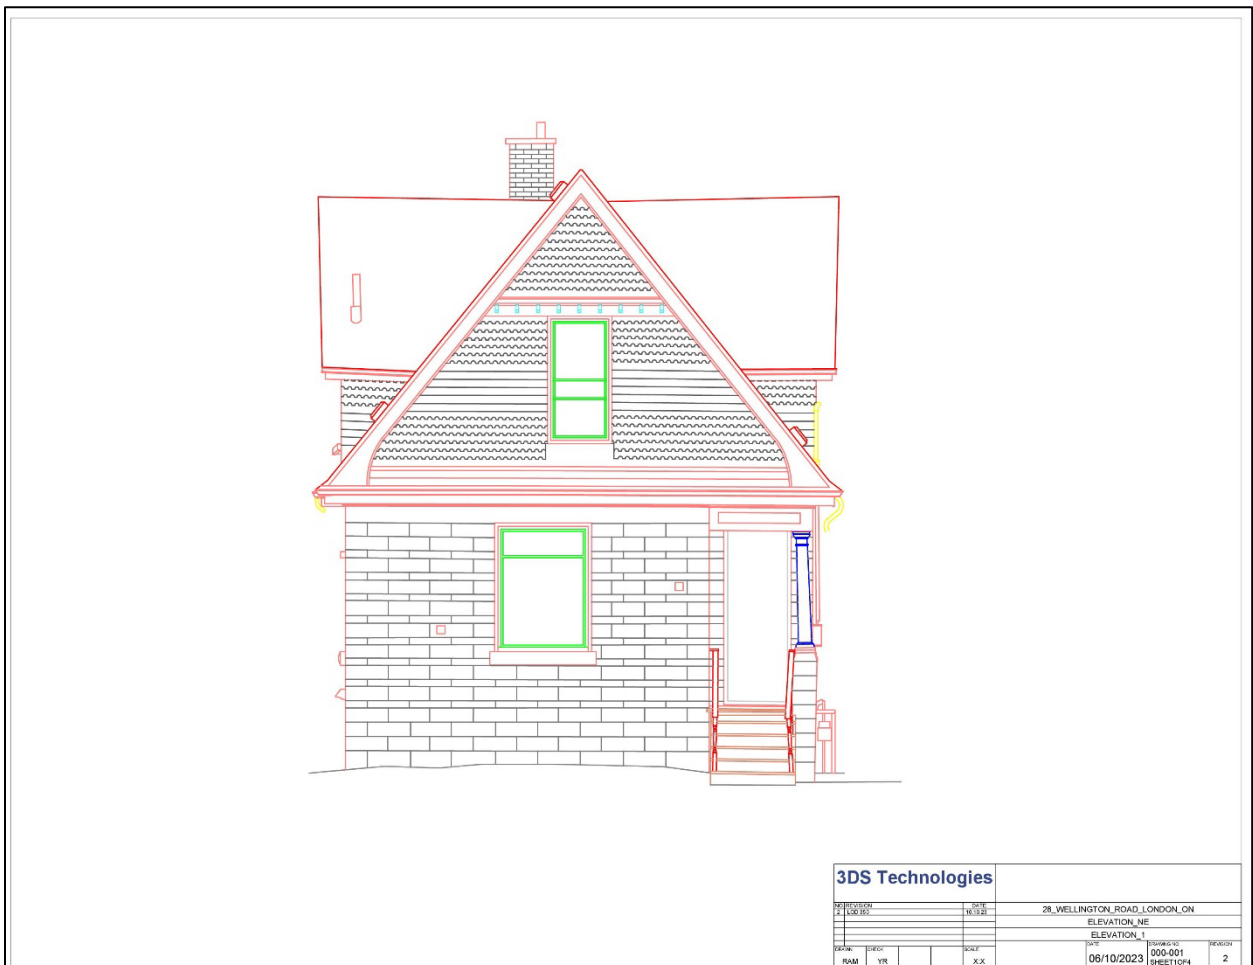 3DS Technologies
NO. REVISION DATE
2 LOD 350 10.10.23
28_WELLINGTON_ROAD_LONDON_ON
ELEVATION_NE
ELEVATION_1
DRAWN CHECK SCALE DATE DRAWING NO REVISION
RAM YR X:X 06/10/2023 000-001 2
SHEET1OF4